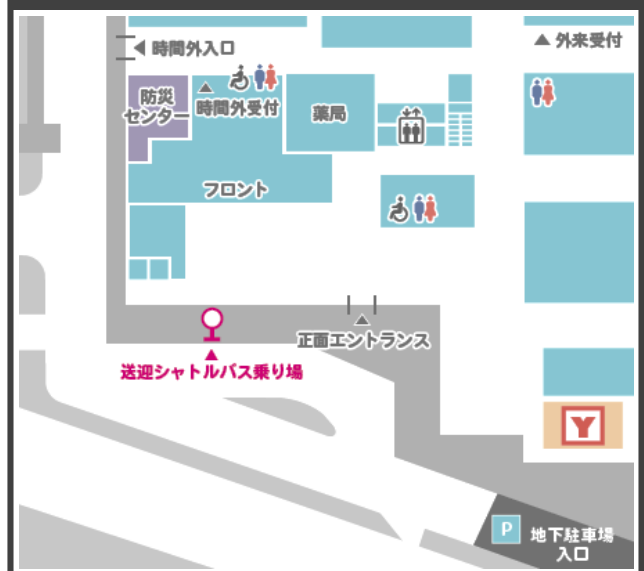 時間外入口
外来受付
防災
センター
時間外受付
薬局
フロント
正面エントランス
送迎シャトルバス乗り場
Y
P
地下駐車場
入口